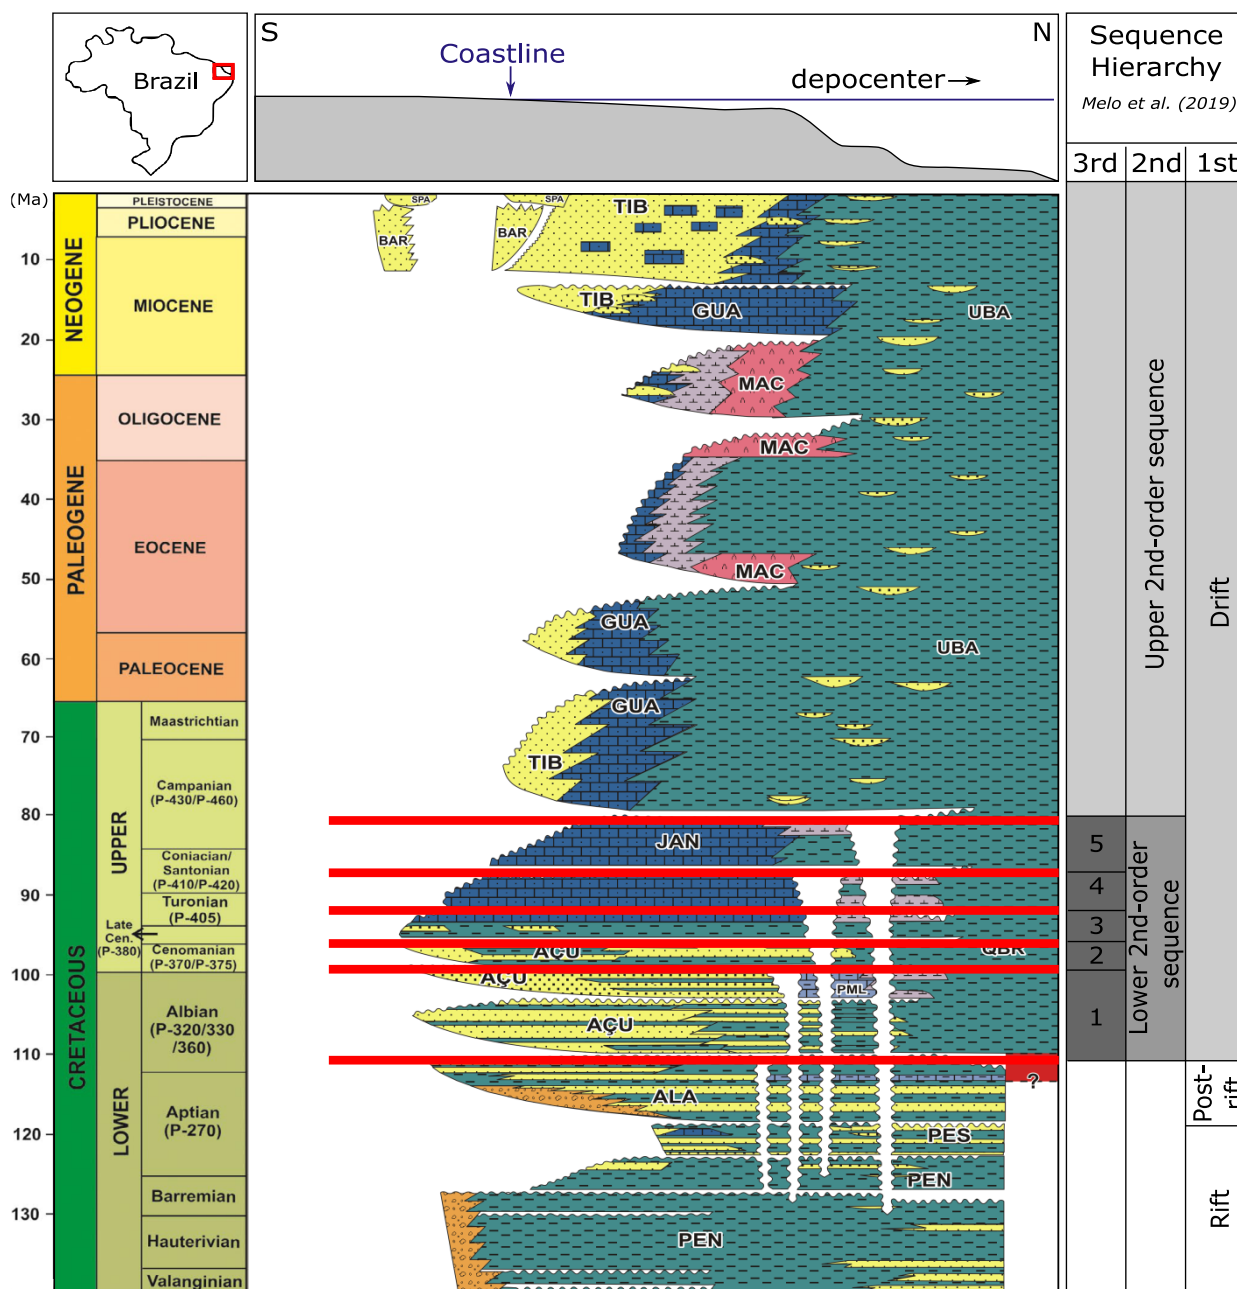 Brazil
S
N
Coastline
depocenter
Sequence
Hierarchy
Melo et al. (2019)
3rd
2nd
1st
(Ma)
10
20
30
40
50
60
70
80
90
100
110
120
130
NEOGENE
PALEOGENE
CRETACEOUS
UPPER
LOWER
PLEISTOCENE
PLIOCENE
MIOCENE
OLIGOCENE
EOCENE
PALEOCENE
Maastrichtian
Campanian
(P-430/P-460)
Coniacian/
Santonian
(P-410/P-420)
Turonian
(P-405)
Late
Cen.
(P-380)
Cenomanian
(P-370/P-375)
Albian
(P-320/330
/360)
Aptian
(P-270)
Barremian
Hauterivian
Valanginian
SPA
SPA
TIB
BAR
BAR
TIB
GUA
UBA
MAC
MAC
MAC
GUA
UBA
GUA
TIB
JAN
AÇU
QBR
AÇU
PML
AÇU
?
ALA
PES
PEN
PEN
5
4
3
2
1
Upper 2nd-order sequence
Lower 2nd-order
sequence
Drift
Post-
rift
Rift